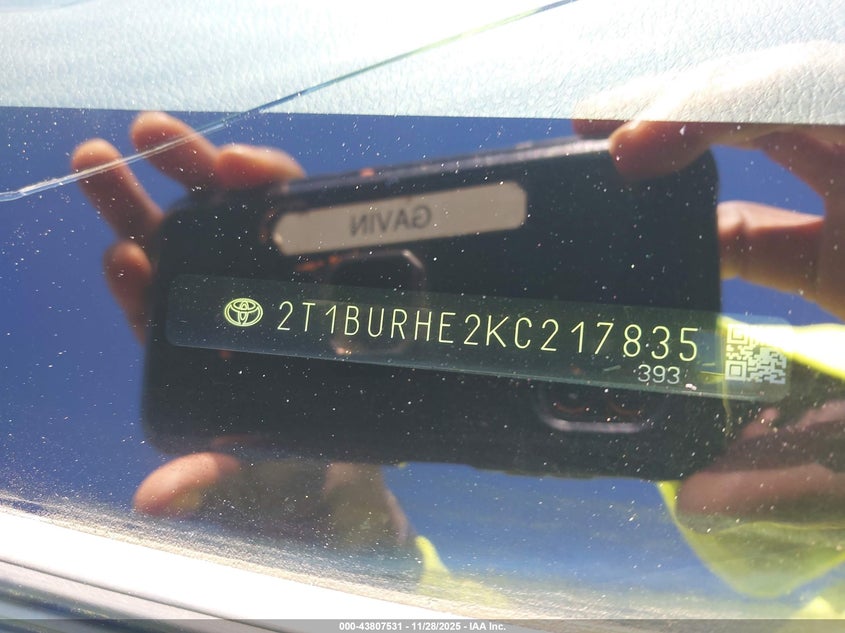 GAVIN
2T1BURHE2KC217835
393
000-43807531 - 11/28/2025 - IAA Inc.